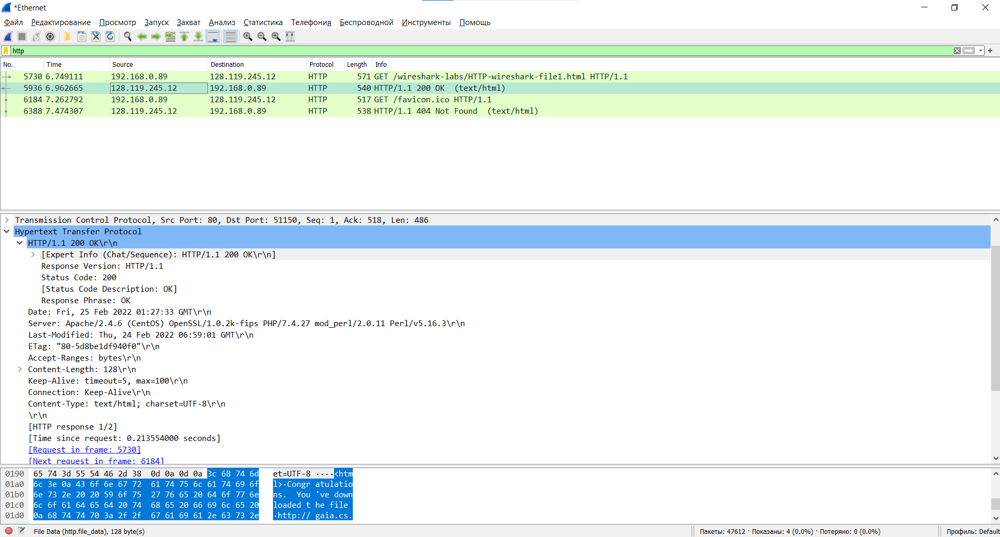 *Ethernet
Файл Редактирование Просмотр Запуск Захват Анализ Статистика Телефония Беспроводной Инструменты Помощь
http
No. Time Source Destination Protocol Length Info
5730 6.749111 192.168.0.89 128.119.245.12 HTTP 571 GET /wireshark-labs/HTTP-wireshark-file1.html HTTP/1.1
5936 6.962665 128.119.245.12 192.168.0.89 HTTP 540 HTTP/1.1 200 OK  (text/html)
6184 7.262792 192.168.0.89 128.119.245.12 HTTP 517 GET /favicon.ico HTTP/1.1
6388 7.474307 128.119.245.12 192.168.0.89 HTTP 538 HTTP/1.1 404 Not Found  (text/html)
Transmission Control Protocol, Src Port: 80, Dst Port: 51150, Seq: 1, Ack: 518, Len: 486
Hypertext Transfer Protocol
HTTP/1.1 200 OK\r\n
[Expert Info (Chat/Sequence): HTTP/1.1 200 OK\r\n]
Response Version: HTTP/1.1
Status Code: 200
[Status Code Description: OK]
Response Phrase: OK
Date: Fri, 25 Feb 2022 01:27:33 GMT\r\n
Server: Apache/2.4.6 (CentOS) OpenSSL/1.0.2k-fips PHP/7.4.27 mod_perl/2.0.11 Perl/v5.16.3\r\n
Last-Modified: Thu, 24 Feb 2022 06:59:01 GMT\r\n
ETag: "80-5d8be1df940f0"\r\n
Accept-Ranges: bytes\r\n
Content-Length: 128\r\n
Keep-Alive: timeout=5, max=100\r\n
Connection: Keep-Alive\r\n
Content-Type: text/html; charset=UTF-8\r\n
\r\n
[HTTP response 1/2]
[Time since request: 0.213554000 seconds]
[Request in frame: 5730]
[Next request in frame: 6184]
0190 65 74 3d 55 54 46 2d 38 0d 0a 0d 0a 3c 68 74 6d et=UTF-8 ····<htm
01a0 6c 3e 0a 43 6f 6e 67 72 61 74 75 6c 61 74 69 6f l>·Congr atulatio
01b0 6e 73 2e 20 20 59 6f 75 27 76 65 20 64 6f 77 6e ns.  You 've down
01c0 6c 6f 61 64 65 64 20 74 68 65 20 66 69 6c 65 20 loaded t he file
01d0 0a 68 74 74 70 3a 2f 2f 67 61 69 61 2e 63 73 2e ·http:// gaia.cs.
File Data (http.file_data), 128 byte(s)
Пакеты: 47612 · Показаны: 4 (0.0%) · Потеряно: 0 (0.0%)
Профиль: Default